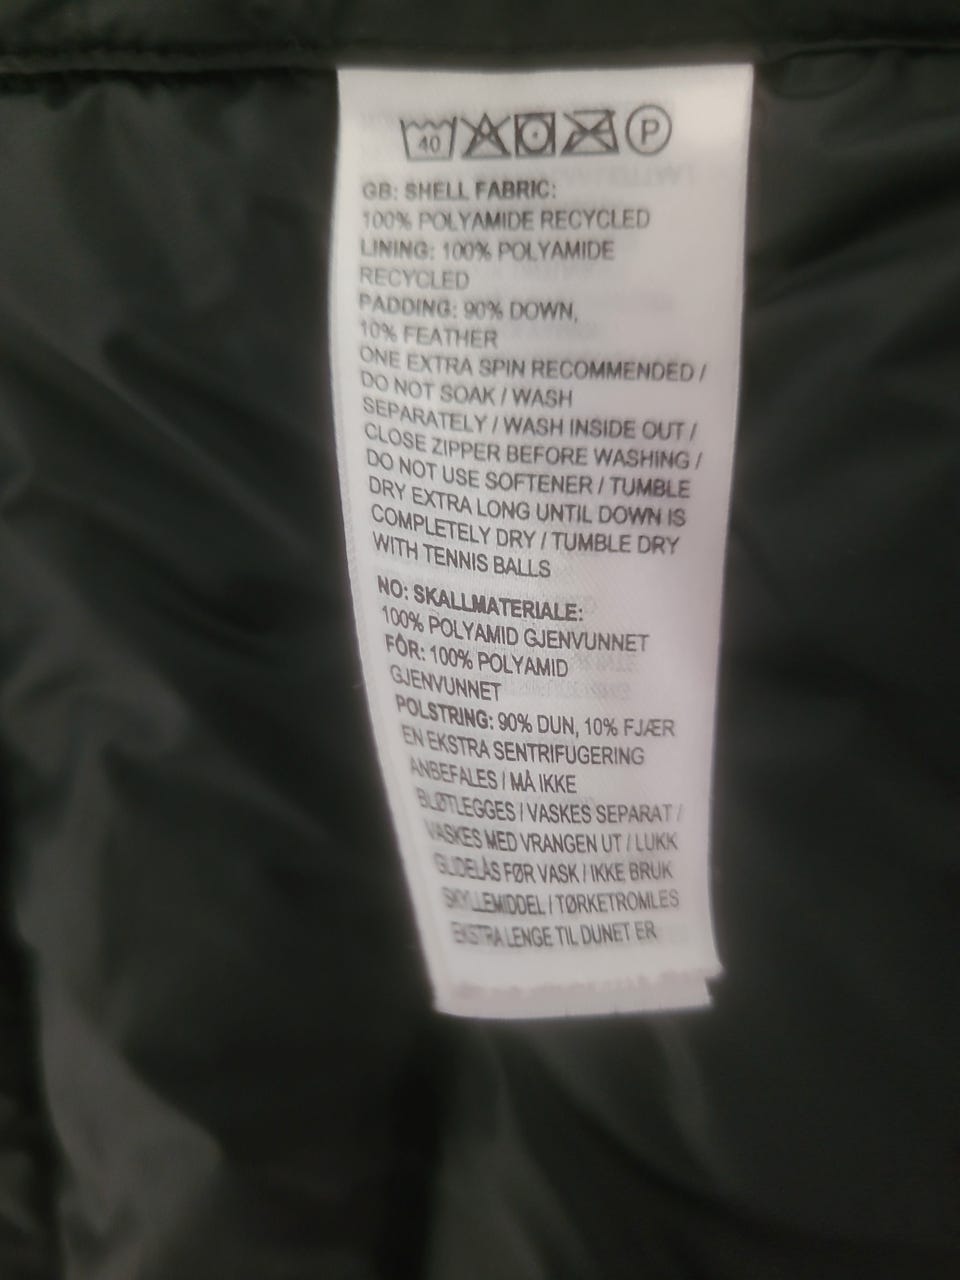 40 P
GB: SHELL FABRIC:
100% POLYAMIDE RECYCLED
LINING: 100% POLYAMIDE
RECYCLED
PADDING: 90% DOWN,
10% FEATHER
ONE EXTRA SPIN RECOMMENDED /
DO NOT SOAK / WASH
SEPARATELY / WASH INSIDE OUT /
CLOSE ZIPPER BEFORE WASHING /
DO NOT USE SOFTENER / TUMBLE
DRY EXTRA LONG UNTIL DOWN IS
COMPLETELY DRY / TUMBLE DRY
WITH TENNIS BALLS
NO: SKALLMATERIALE:
100% POLYAMID GJENVUNNET
FÔR: 100% POLYAMID
GJENVUNNET
POLSTRING: 90% DUN, 10% FJÆR
EN EKSTRA SENTRIFUGERING
ANBEFALES / MÅ IKKE
BLØTLEGGES / VASKES SEPARAT /
VASKES MED VRANGEN UT / LUKK
GLIDELÅS FØR VASK / IKKE BRUK
SKYLLEMIDDEL / TØRKETROMLES
EKSTRA LENGE TIL DUNET ER